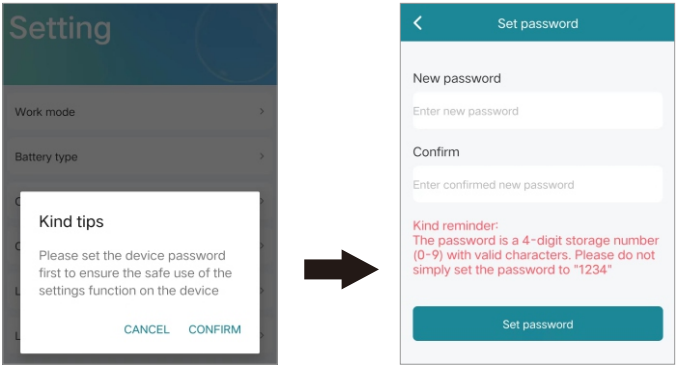 Setting
Work mode
Battery type
Kind tips
Please set the device password
first to ensure the safe use of the
settings function on the device
CANCEL CONFIRM
Set password
New password
Enter new password
Confirm
Enter confirmed new password
Kind reminder:
The password is a 4-digit storage number
(0-9) with valid characters. Please do not
simply set the password to "1234"
Set password